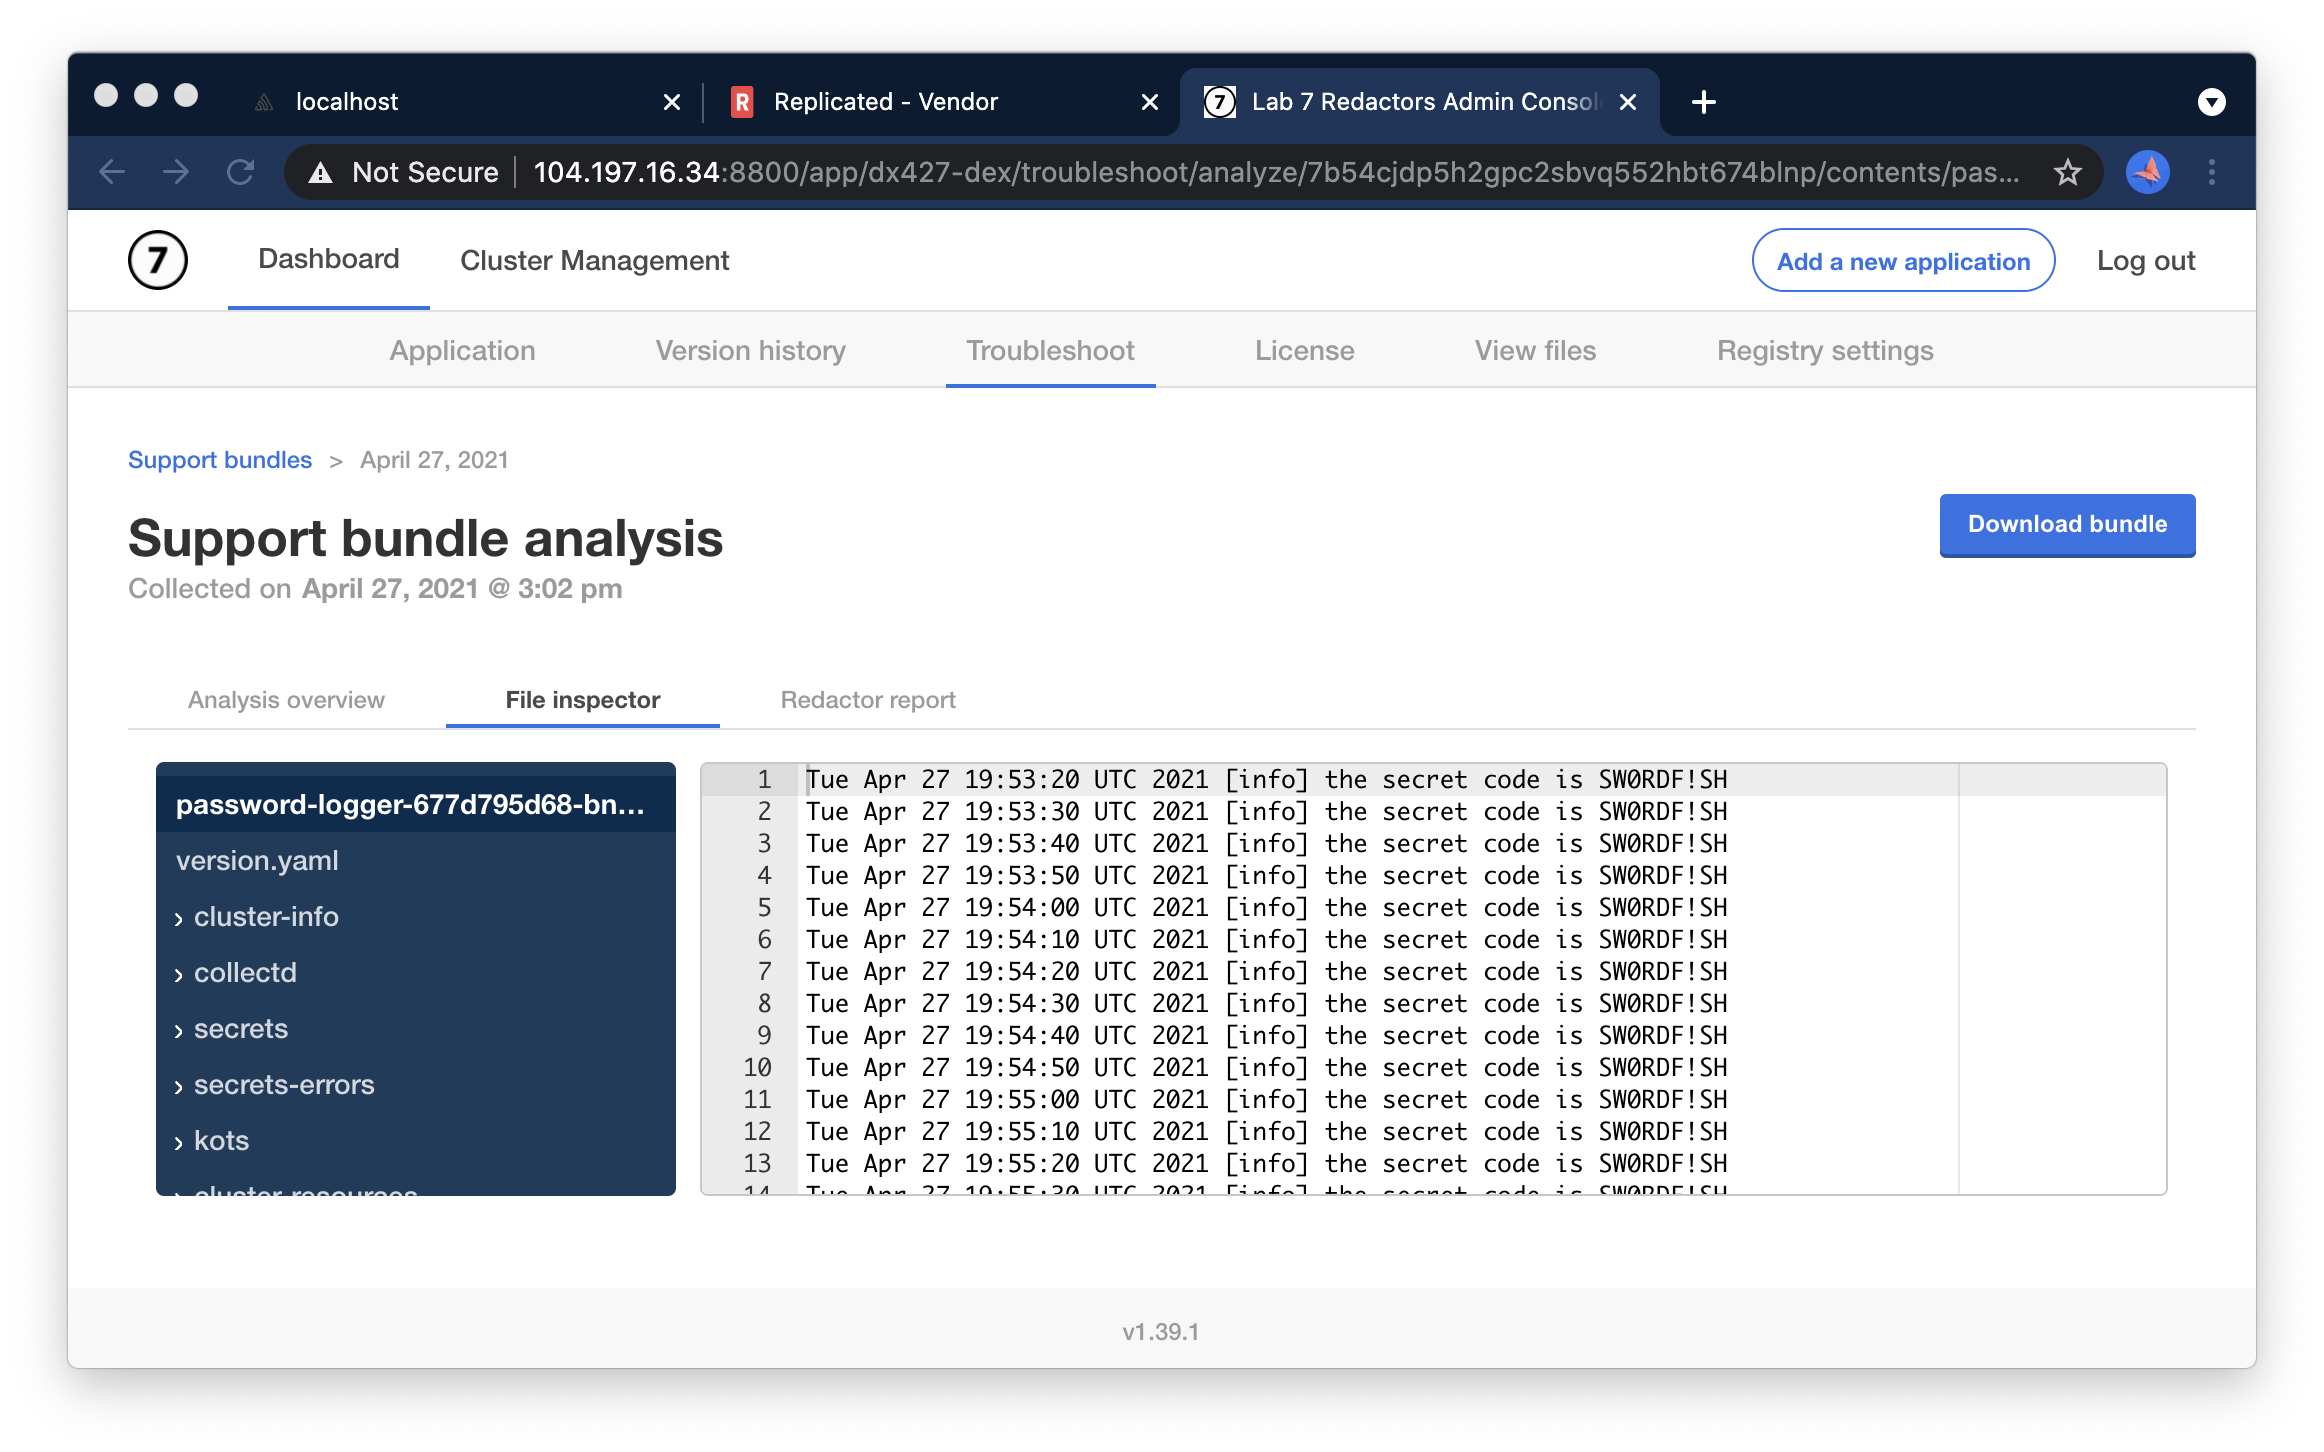 localhost
Replicated - Vendor
7 Lab 7 Redactors Admin Consol
Not Secure 104.197.16.34:8800/app/dx427-dex/troubleshoot/analyze/7b54cjdp5h2gpc2sbvq552hbt674blnp/contents/pas...
7 Dashboard Cluster Management Add a new application Log out
Application Version history Troubleshoot License View files Registry settings
Support bundles > April 27, 2021
Support bundle analysis
Download bundle
Collected on April 27, 2021 @ 3:02 pm
Analysis overview File inspector Redactor report
password-logger-677d795d68-bn...
version.yaml
cluster-info
collectd
secrets
secrets-errors
kots
cluster-resources
1 Tue Apr 27 19:53:20 UTC 2021 [info] the secret code is SW0RDF!SH
2 Tue Apr 27 19:53:30 UTC 2021 [info] the secret code is SW0RDF!SH
3 Tue Apr 27 19:53:40 UTC 2021 [info] the secret code is SW0RDF!SH
4 Tue Apr 27 19:53:50 UTC 2021 [info] the secret code is SW0RDF!SH
5 Tue Apr 27 19:54:00 UTC 2021 [info] the secret code is SW0RDF!SH
6 Tue Apr 27 19:54:10 UTC 2021 [info] the secret code is SW0RDF!SH
7 Tue Apr 27 19:54:20 UTC 2021 [info] the secret code is SW0RDF!SH
8 Tue Apr 27 19:54:30 UTC 2021 [info] the secret code is SW0RDF!SH
9 Tue Apr 27 19:54:40 UTC 2021 [info] the secret code is SW0RDF!SH
10 Tue Apr 27 19:54:50 UTC 2021 [info] the secret code is SW0RDF!SH
11 Tue Apr 27 19:55:00 UTC 2021 [info] the secret code is SW0RDF!SH
12 Tue Apr 27 19:55:10 UTC 2021 [info] the secret code is SW0RDF!SH
13 Tue Apr 27 19:55:20 UTC 2021 [info] the secret code is SW0RDF!SH
14 Tue Apr 27 19:55:30 UTC 2021 [info] the secret code is SW0RDF!SH
v1.39.1